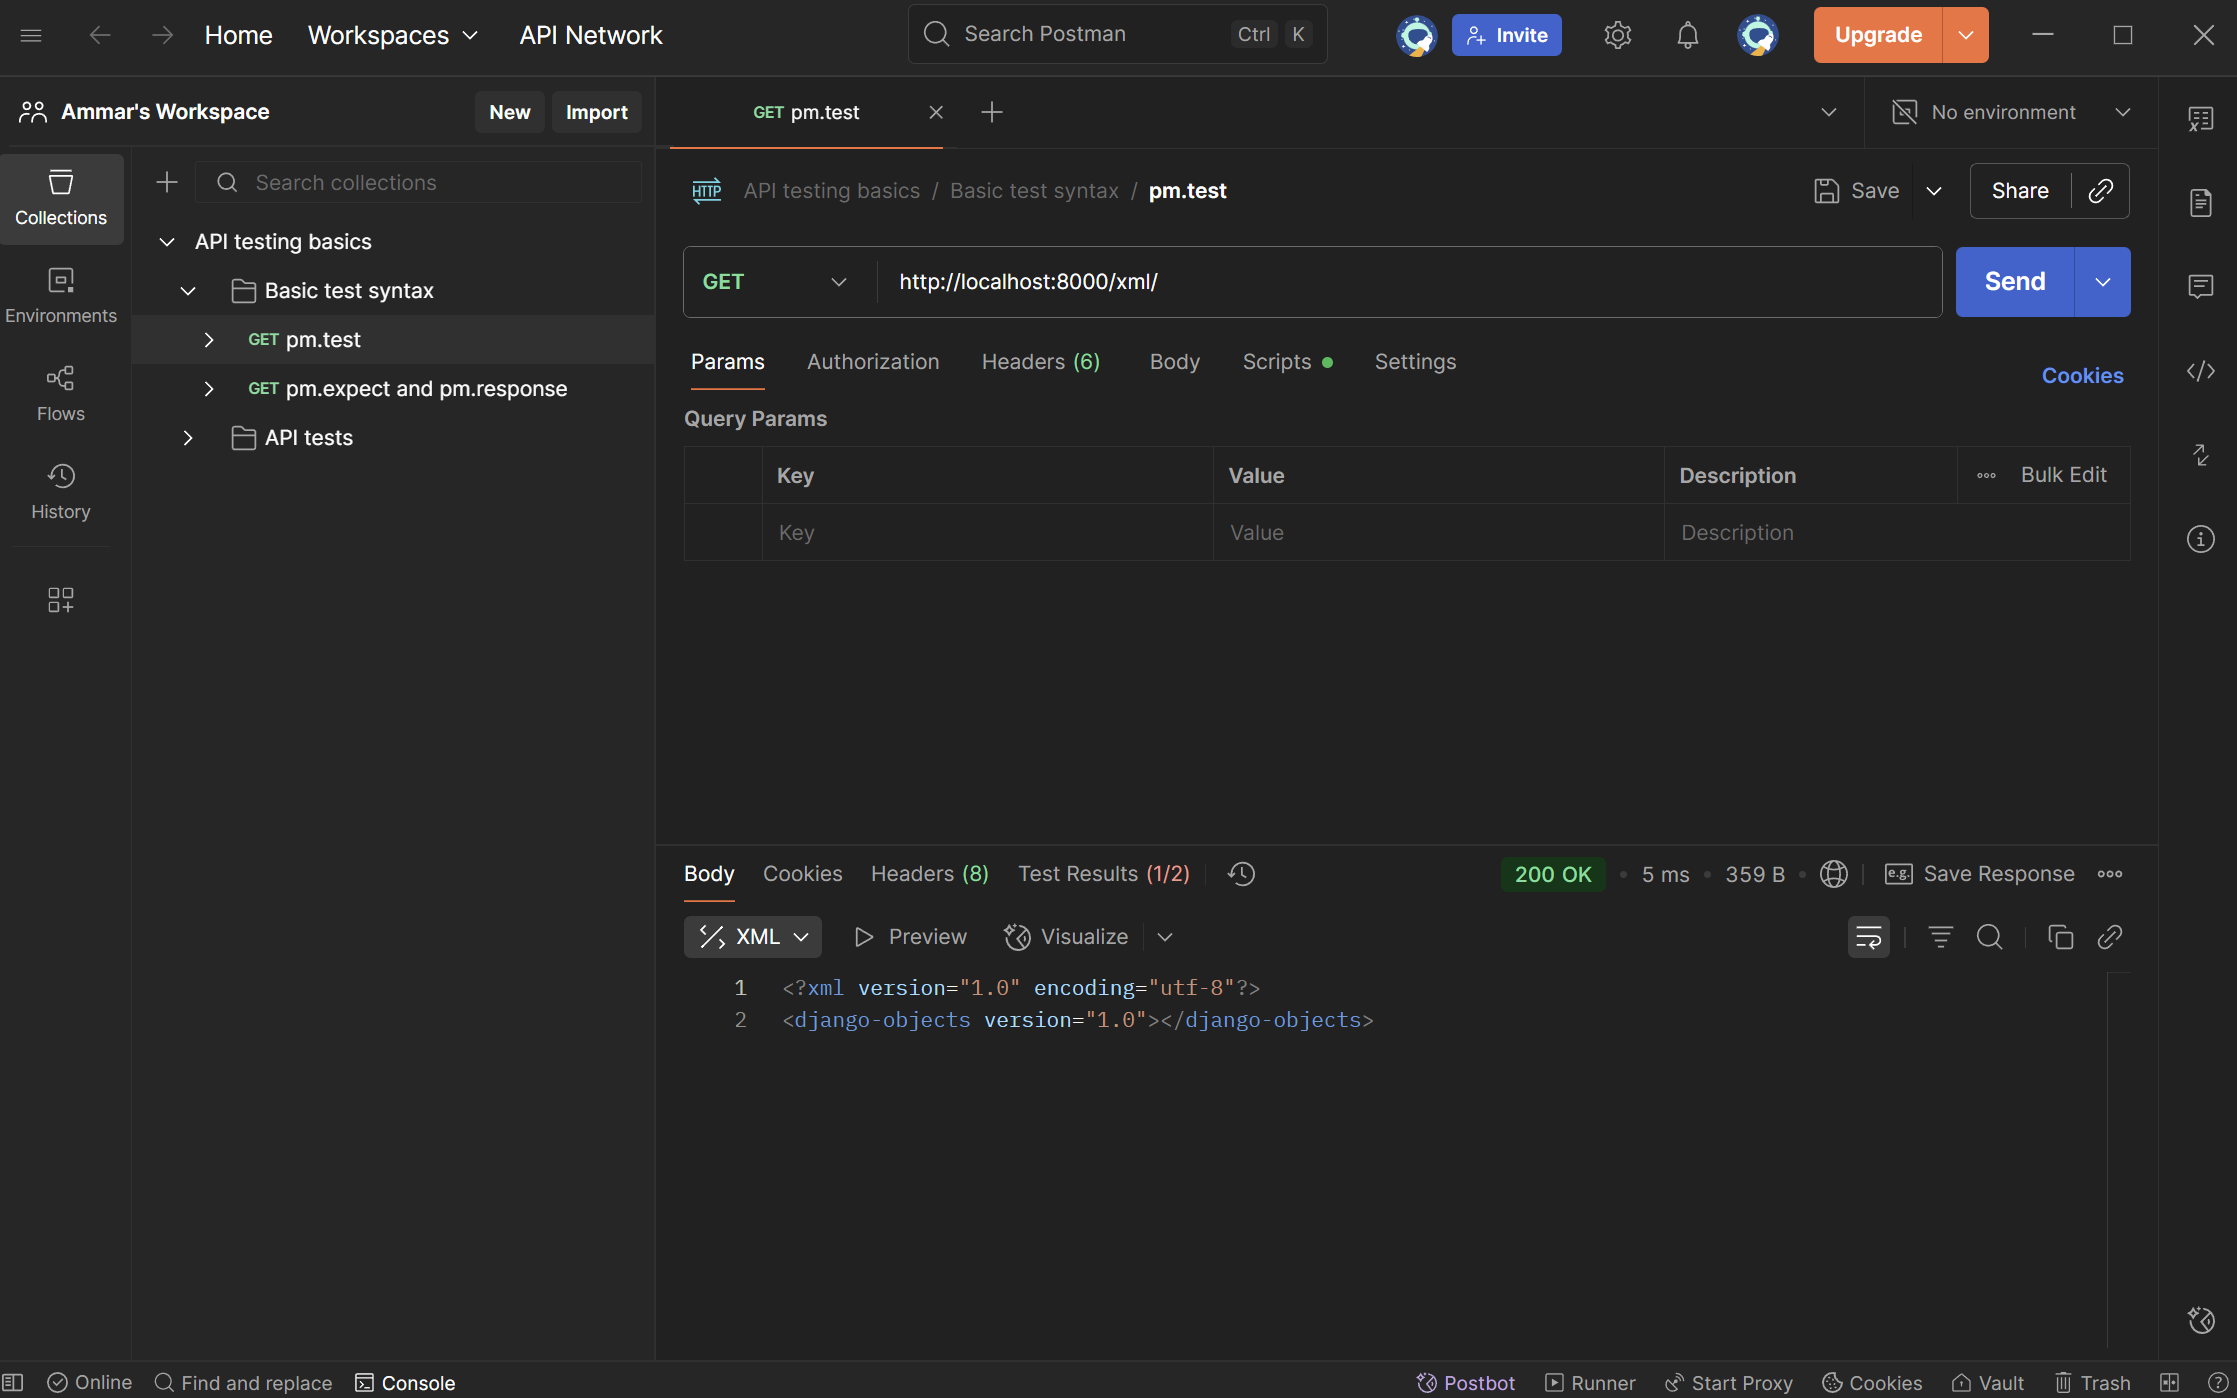 Home Workspaces API Network Search Postman Ctrl K Invite Upgrade
Ammar's Workspace New Import GET pm.test No environment
Collections
Environments
Flows
History
Search collections
API testing basics
Basic test syntax
GET pm.test
GET pm.expect and pm.response
API tests
HTTP API testing basics / Basic test syntax / pm.test Save Share
GET http://localhost:8000/xml/ Send
Params Authorization Headers (6) Body Scripts Settings Cookies
Query Params
Key Value Description Bulk Edit
Key Value Description
Body Cookies Headers (8) Test Results (1/2) 200 OK • 5 ms • 359 B • e.g. Save Response
XML Preview Visualize
1 <?xml version="1.0" encoding="utf-8"?>
2 <django-objects version="1.0"></django-objects>
Online Find and replace Console Postbot Runner Start Proxy Cookies Vault Trash